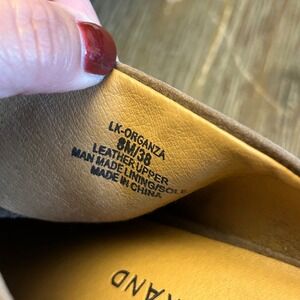 LK-ORGANZA
8M/38
LEATHER UPPER
MAN MADE LINING/SOLE
MADE IN CHINA